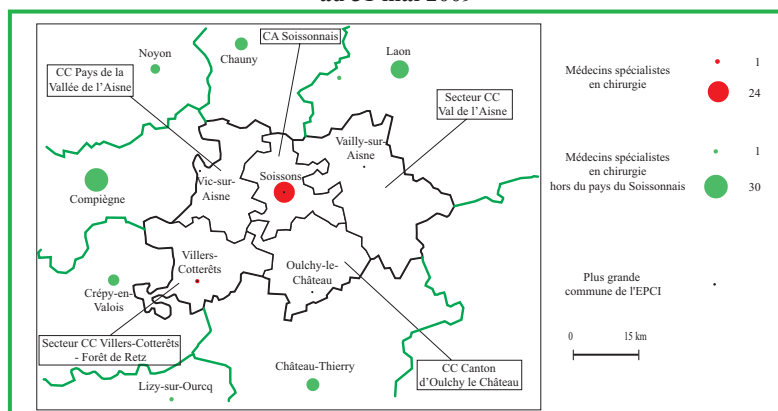 au 31 mai 2009
CA Soissonnais
Noyon
Chauny
Laon
CC Pays de la
Vallée de l'Aisne
Secteur CC
Val de l'Aisne
Vailly-sur-
Aisne
Soissons
Vic-sur-
Aisne
Compiègne
Villers-
Cotterêts
Oulchy-le-
Château
Crépy-en-
Valois
Secteur CC Villers-Cotterêts
- Forêt de Retz
Château-Thierry
CC Canton
d'Oulchy le Château
Lizy-sur-Ourcq
Médecins spécialistes
en chirurgie
1
24
Médecins spécialistes
en chirurgie
hors du pays du Soissonnais
1
30
Plus grande
commune de l'EPCI
0 15 km